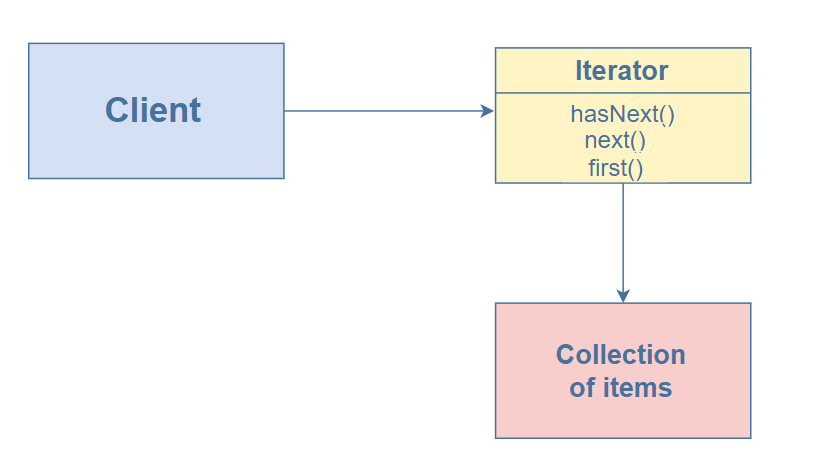 Client
Iterator
hasNext()
next()
first()
Collection
of items